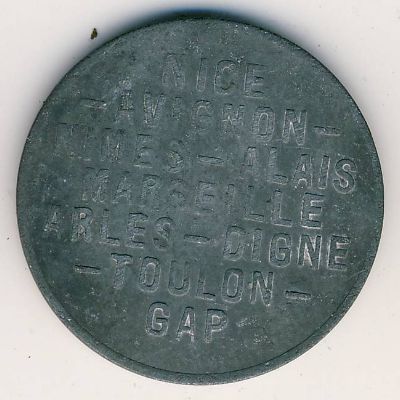 NICE
-AVIGNON-
NIMES-ALAIS
MARSEILLE
ARLES-DIGNE
-TOULON-
GAP